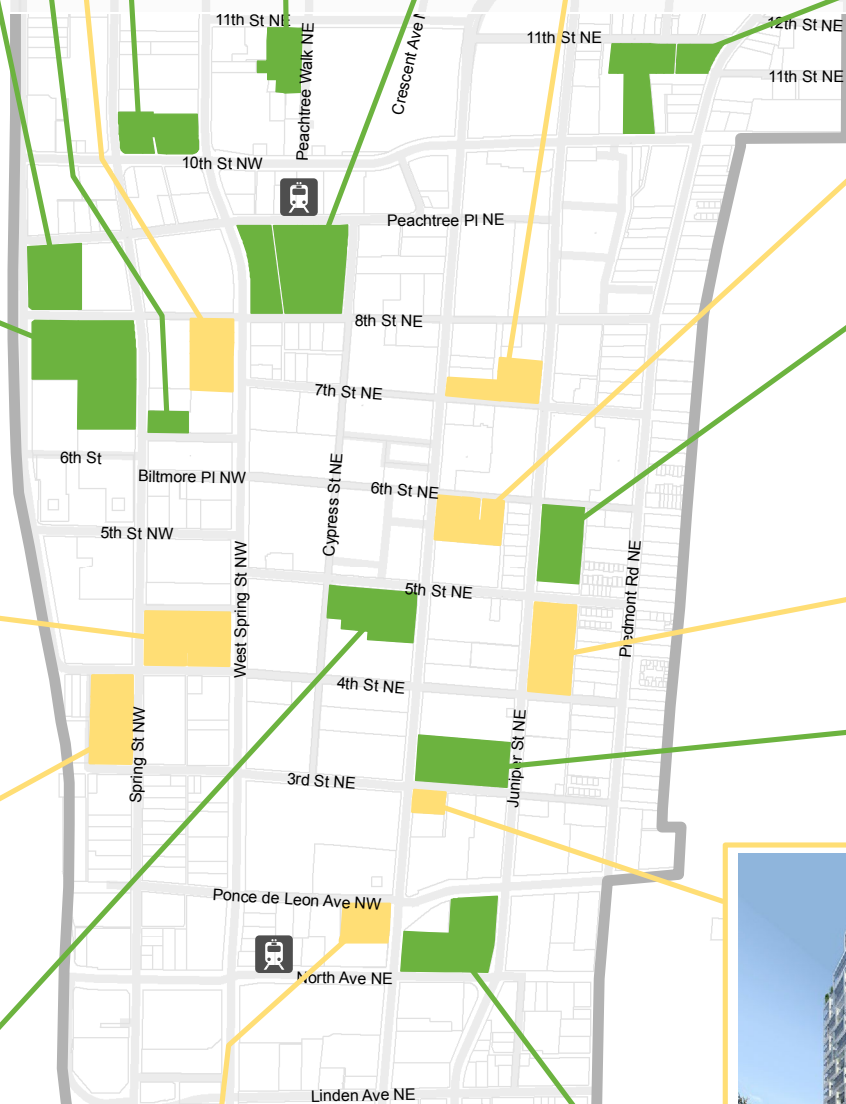 11th St NE
12th St NE
11th St NE
11th St NE
Peachtree Walk NE
Crescent Ave
10th St NW
Peachtree Pl NE
8th St NE
7th St NE
6th St
Biltmore Pl NW
6th St NE
Cypress St NE
5th St NW
West Spring St NW
5th St NE
Piedmont Rd NE
4th St NE
Spring St NW
Juniper St NE
3rd St NE
Ponce de Leon Ave NW
North Ave NE
Linden Ave NE